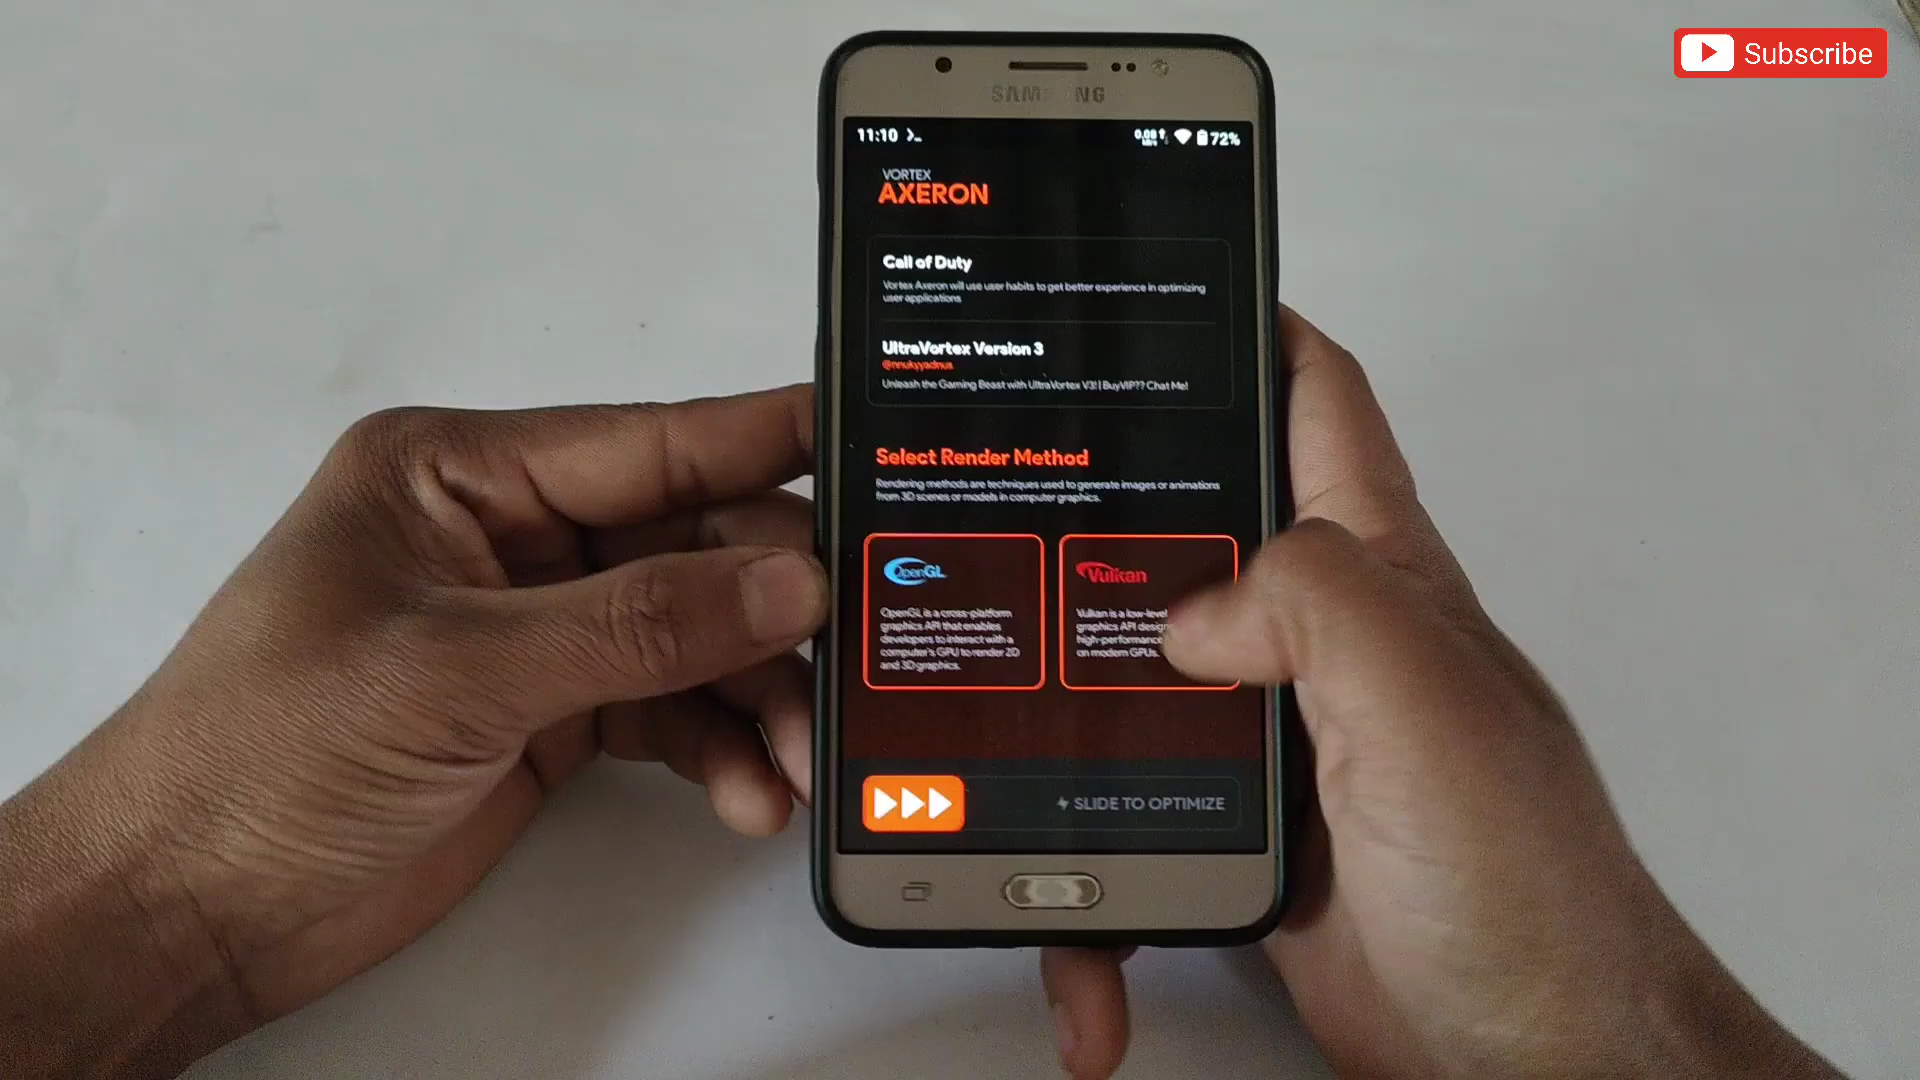 Subscribe
SAMSUNG
11:10
72%
VORTEX
AXERON
Call of Duty
Vortex Axeron will use user habits to get better experience in optimizing
user applications
UltraVortex Version 3
@nnukyyadnus
Unleash the Gaming Beast with UltraVortex V3! | BuyVIP?? Chat Me!
Select Render Method
Rendering methods are techniques used to generate images or animations
from 3D scenes or models in computer graphics.
OpenGL
OpenGL is a cross-platform
graphics API that enables
developers to interact with a
computer's GPU to render 2D
and 3D graphics.
Vulkan
Vulkan is a low-level
graphics API
high-performance
on modern GPUs.
SLIDE TO OPTIMIZE